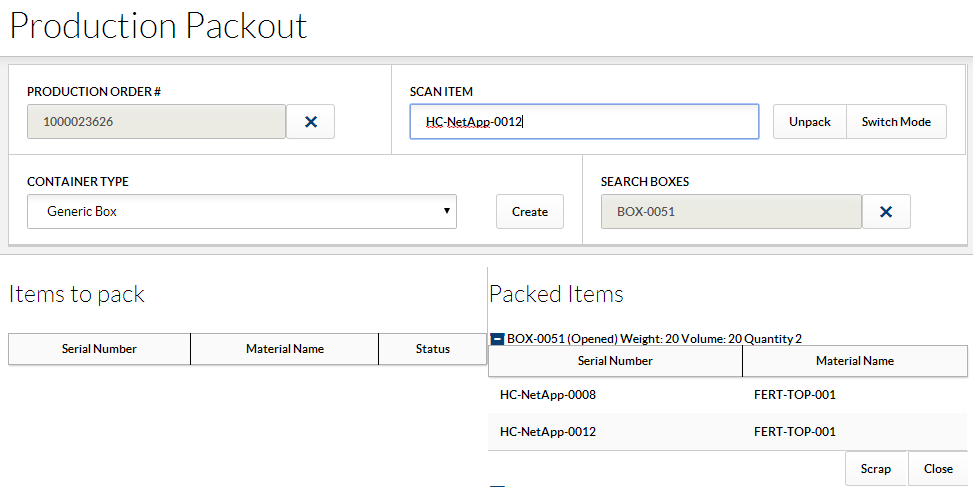 Production Packout
PRODUCTION ORDER #
SCAN ITEM
1000023626
HC-NetApp-0012
Unpack
Switch Mode
CONTAINER TYPE
SEARCH BOXES
Generic Box
Create
BOX-0051
Items to pack
Packed Items
Serial Number
Material Name
Status
BOX-0051 (Opened) Weight: 20 Volume: 20 Quantity 2
Serial Number
Material Name
HC-NetApp-0008
FERT-TOP-001
HC-NetApp-0012
FERT-TOP-001
Scrap
Close